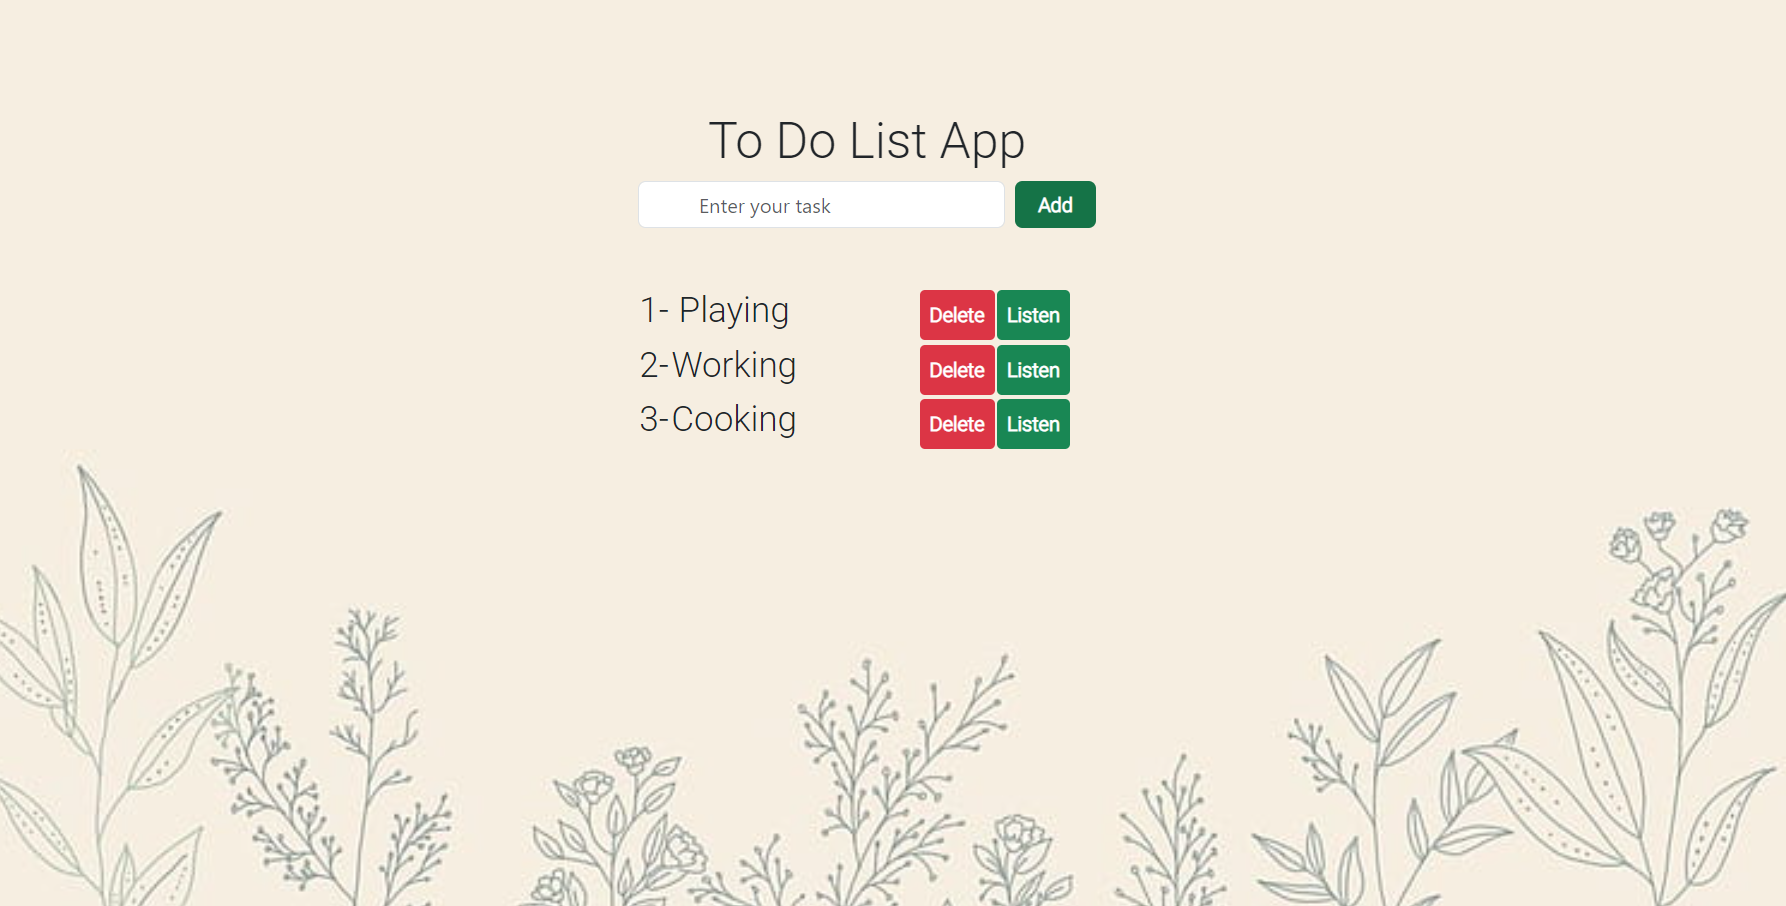 To Do List App
Enter your task Add
1- Playing Delete Listen
2-Working Delete Listen
3-Cooking Delete Listen